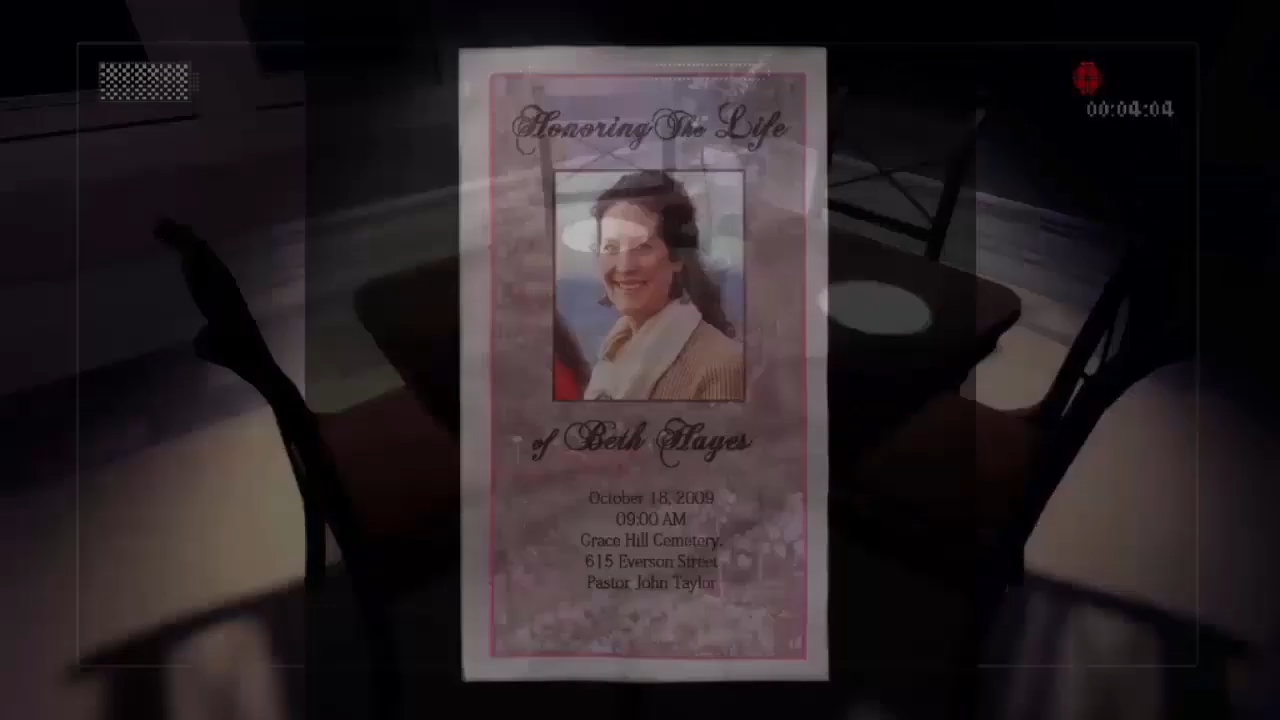 00:04:04
Honoring The Life
of Beth Hayes
October 18, 2009
09:00 AM
Grace Hill Cemetery.
615 Everson Street
Pastor John Taylor